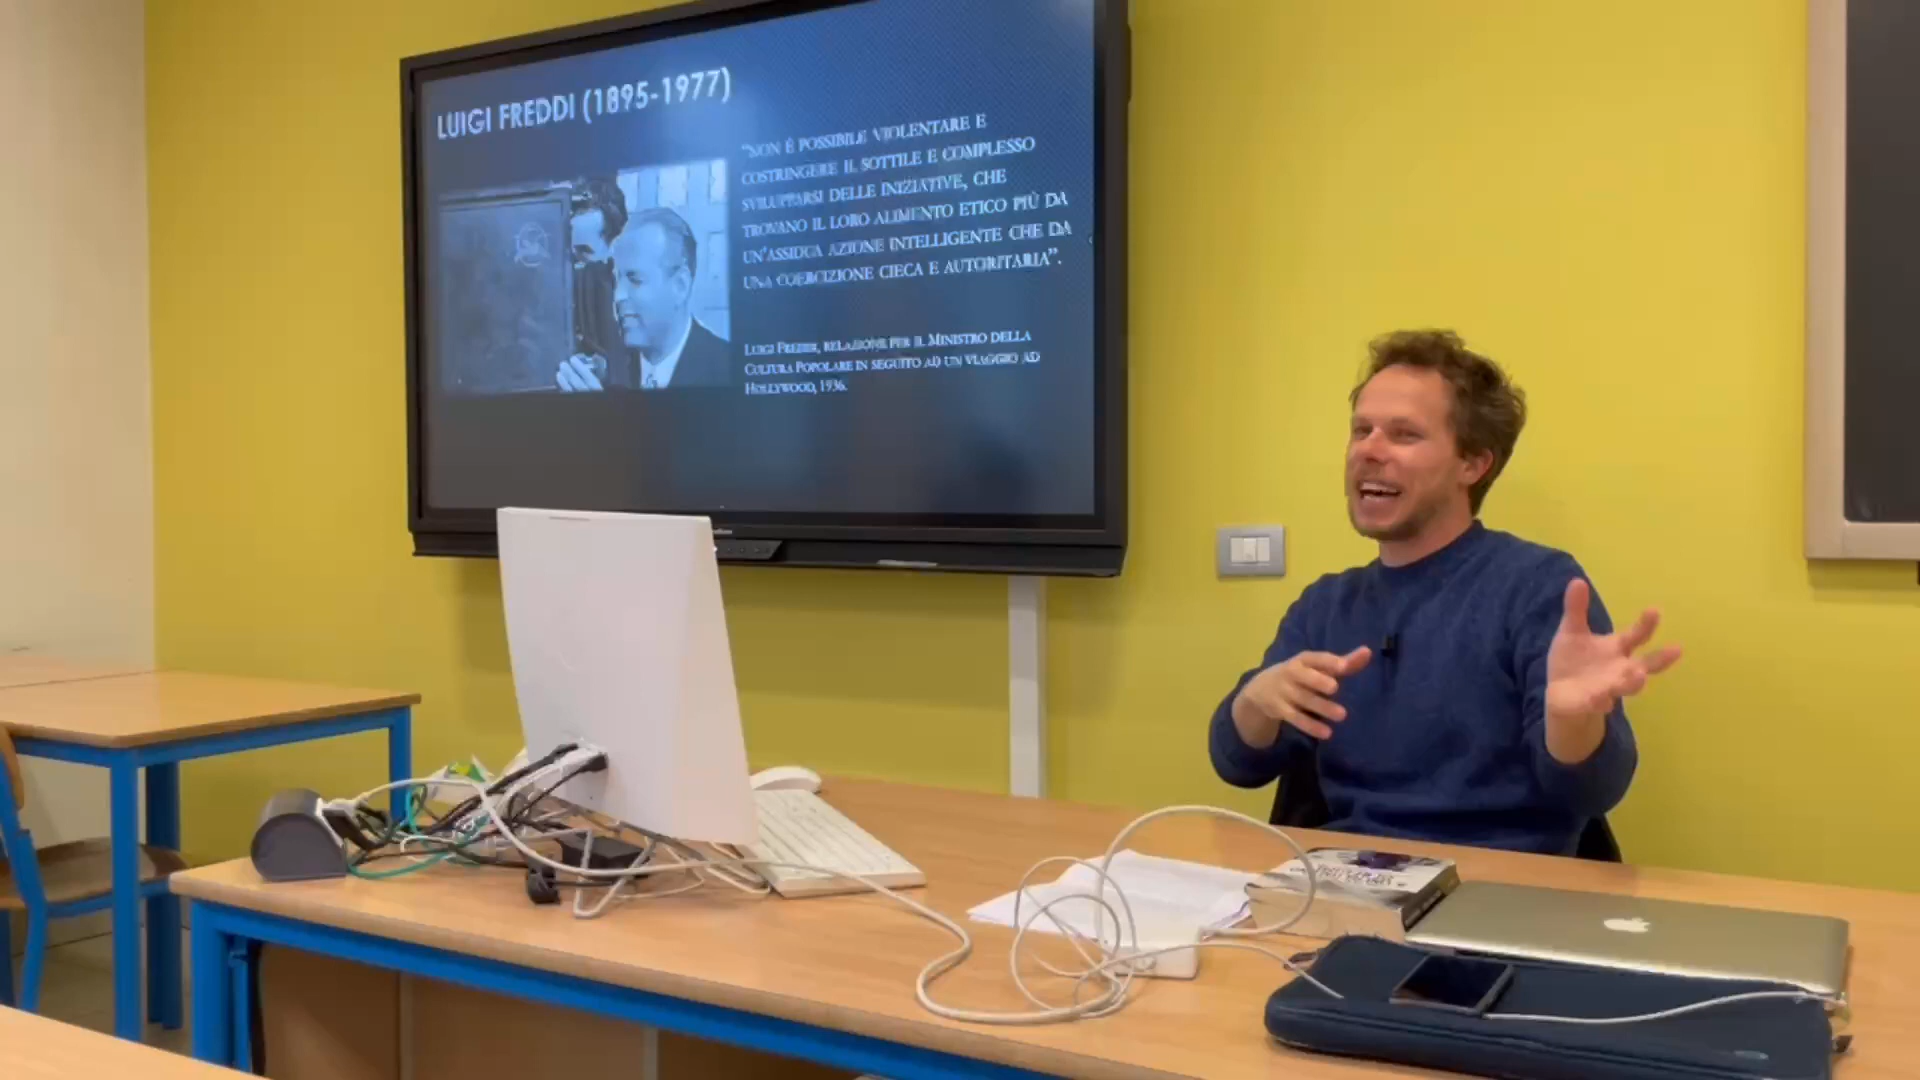 LUIGI FREDDI (1895-1977)
"NON È POSSIBILE VIOLENTARE E
COSTRINGERE IL SOTTILE E COMPLESSO
SVILUPPARSI DELLE INIZIATIVE, CHE
TROVANO IL LORO ALIMENTO ETICO PIÙ DA
UN'ASSIDUA AZIONE INTELLIGENTE CHE DA
UNA COERCIZIONE CIECA E AUTORITARIA".
LUIGI FREDDI, RELAZIONE PER IL MINISTRO DELLA
CULTURA POPOLARE IN SEGUITO AD UN VIAGGIO AD
HOLLYWOOD, 1936.